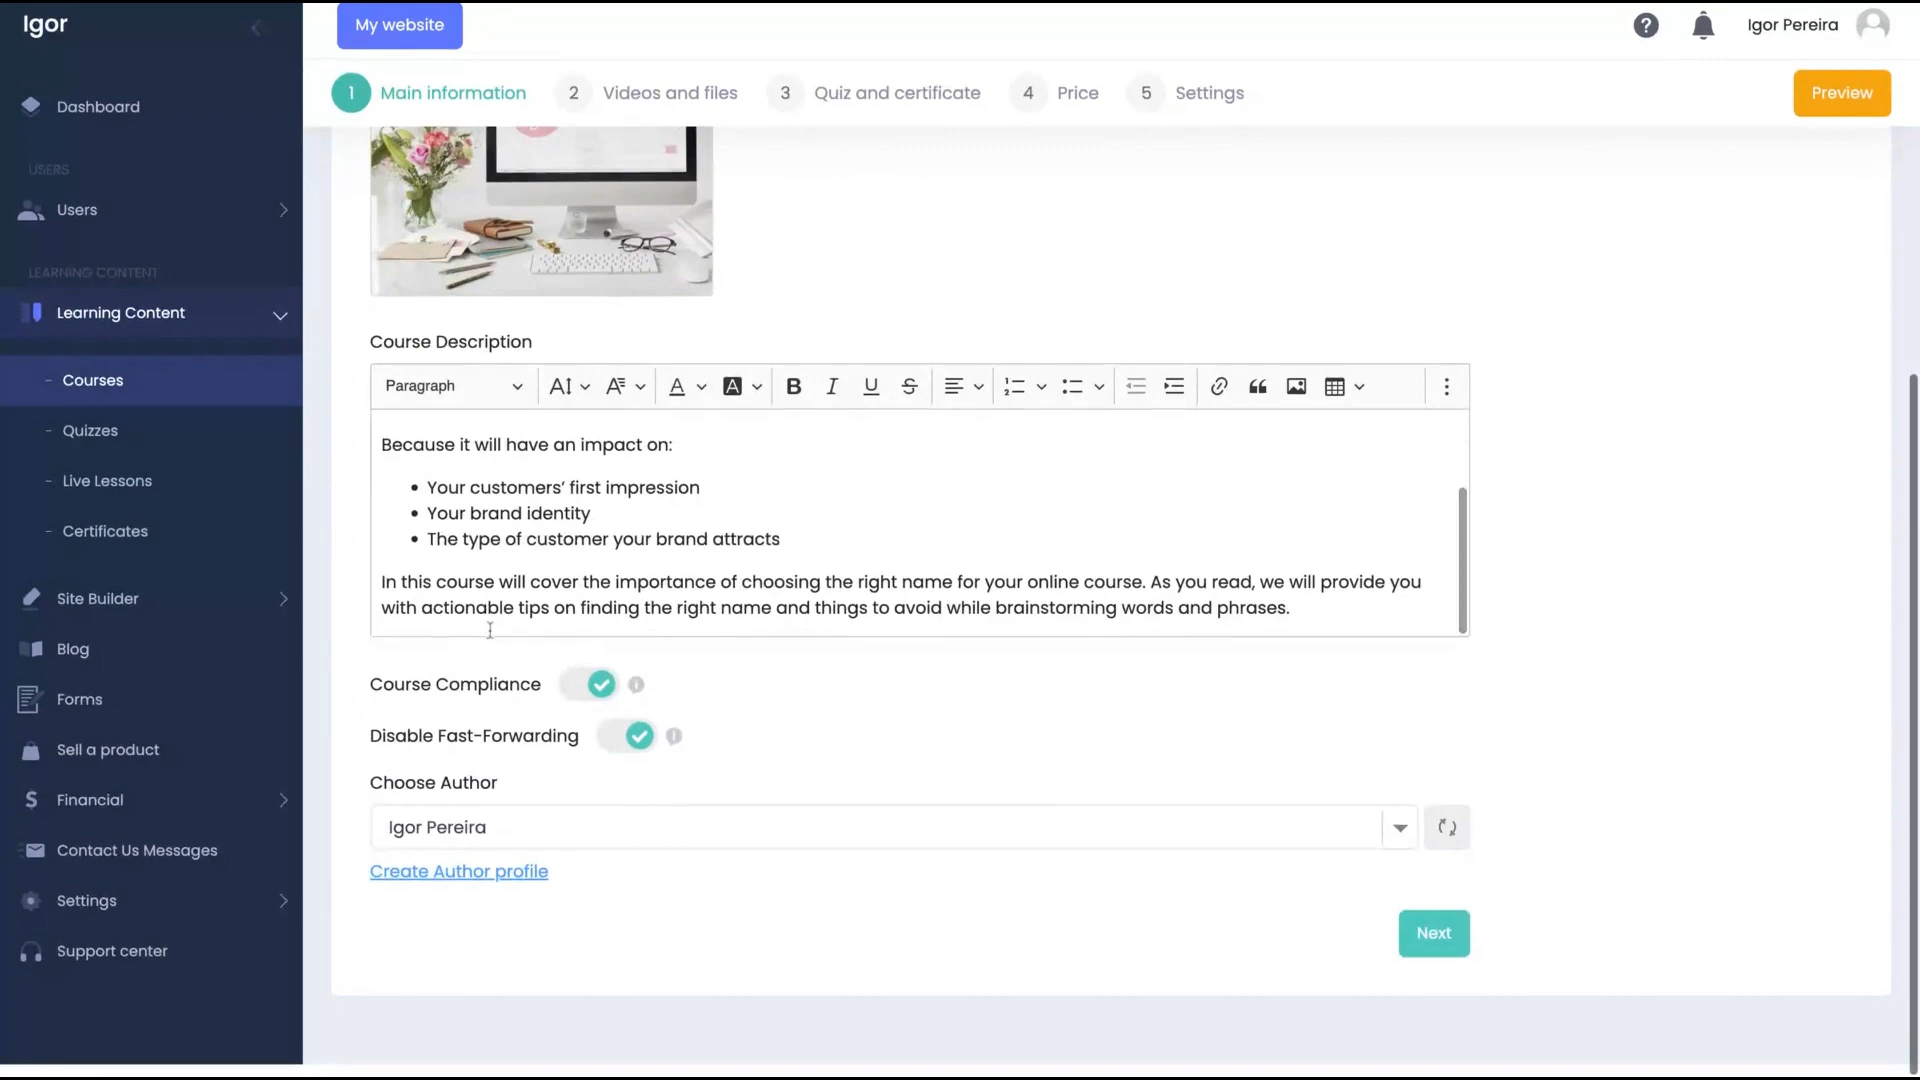 Igor
My website
Igor Pereira
1 Main information
2 Videos and files
3 Quiz and certificate
4 Price
5 Settings
Preview
Dashboard
USERS
Users
LEARNING CONTENT
Learning Content
- Courses
- Quizzes
- Live Lessons
- Certificates
Site Builder
Blog
Forms
Sell a product
Financial
Contact Us Messages
Settings
Support center
Course Description
Paragraph
Because it will have an impact on:
• Your customers’ first impression
• Your brand identity
• The type of customer your brand attracts
In this course will cover the importance of choosing the right name for your online course. As you read, we will provide you
with actionable tips on finding the right name and things to avoid while brainstorming words and phrases.
Course Compliance
Disable Fast-Forwarding
Choose Author
Igor Pereira
Create Author profile
Next